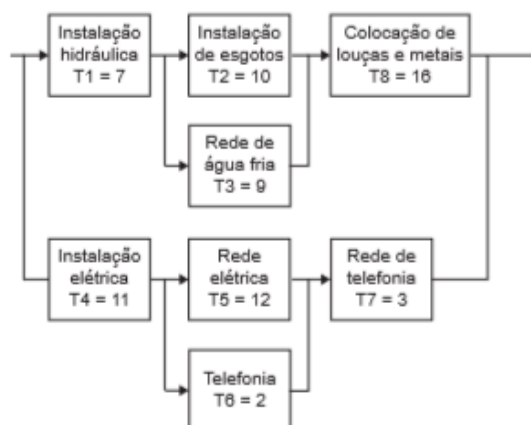 Instalação
hidráulica
T1 = 7
Instalação
de esgotos
T2 = 10
Colocação de
louças e metais
T8 = 16
Rede de
água fria
T3 = 9
Instalação
elétrica
T4 = 11
Rede
elétrica
T5 = 12
Rede de
telefonia
T7 = 3
Telefonia
T6 = 2